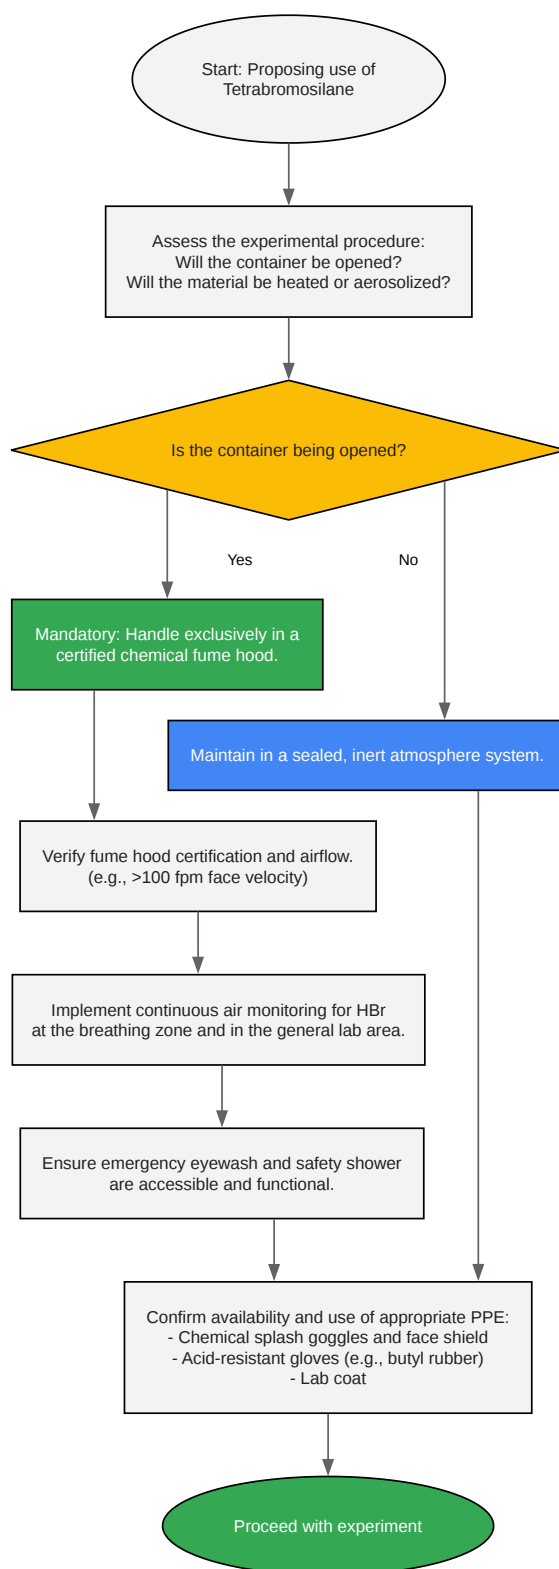 Start: Proposing use of
Tetrabromosilane
Assess the experimental procedure:
Will the container be opened?
Will the material be heated or aerosolized?
Is the container being opened?
Yes
No
Mandatory: Handle exclusively in a
certified chemical fume hood.
Maintain in a sealed, inert atmosphere system.
Verify fume hood certification and airflow.
(e.g., >100 fpm face velocity)
Implement continuous air monitoring for HBr
at the breathing zone and in the general lab area.
Ensure emergency eyewash and safety shower
are accessible and functional.
Confirm availability and use of appropriate PPE:
- Chemical splash goggles and face shield
- Acid-resistant gloves (e.g., butyl rubber)
- Lab coat
Proceed with experiment